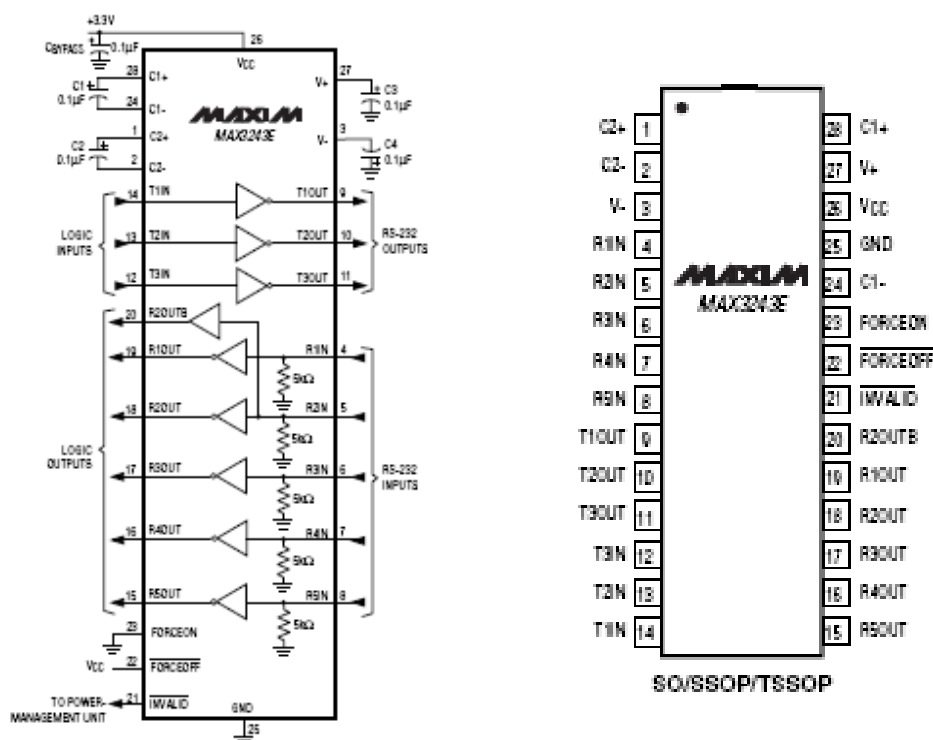 +3.3V
CBYPASS
0.1µF
26
VCC
28
C1+
C1
0.1µF
24
C1-
1
C2+
C2
0.1µF
2
C2-
V+
27
C3
0.1µF
V-
3
C4
0.1µF
MAXIM
MAX3243E
LOGIC
INPUTS
14
T1IN
T1OUT
9
13
T2IN
T2OUT
10
12
T3IN
T3OUT
11
RS-232
OUTPUTS
LOGIC
OUTPUTS
20
R2OUTB
19
R1OUT
R1IN
4
5kΩ
18
R2OUT
R2IN
5
5kΩ
17
R3OUT
R3IN
6
5kΩ
16
R4OUT
R4IN
7
5kΩ
15
R5OUT
R5IN
8
5kΩ
RS-232
INPUTS
23
FORCEON
VCC
22
FORCEOFF
TO POWER-
MANAGEMENT UNIT
21
INVALID
GND
25
C2+ 1
C2- 2
V- 3
R1IN 4
R2IN 5
R3IN 6
R4IN 7
R5IN 8
T1OUT 9
T2OUT 10
T3OUT 11
T3IN 12
T2IN 13
T1IN 14
MAXIM
MAX3243E
28 C1+
27 V+
26 VCC
25 GND
24 C1-
23 FORCEON
22 FORCEOFF
21 INVALID
20 R2OUTB
19 R1OUT
18 R2OUT
17 R3OUT
16 R4OUT
15 R5OUT
SO/SSOP/TSSOP